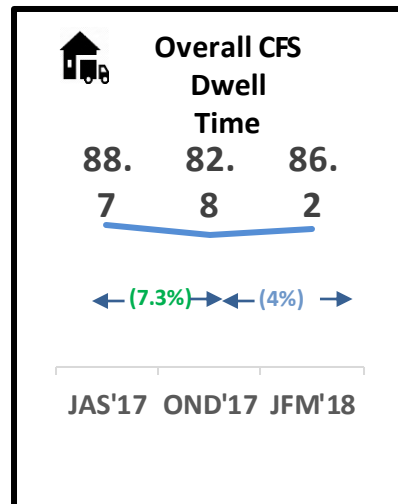 Overall CFS
Dwell
Time
88. 82. 86.
7 8 2
(7.3%) (4%)
JAS'17 OND'17 JFM'18